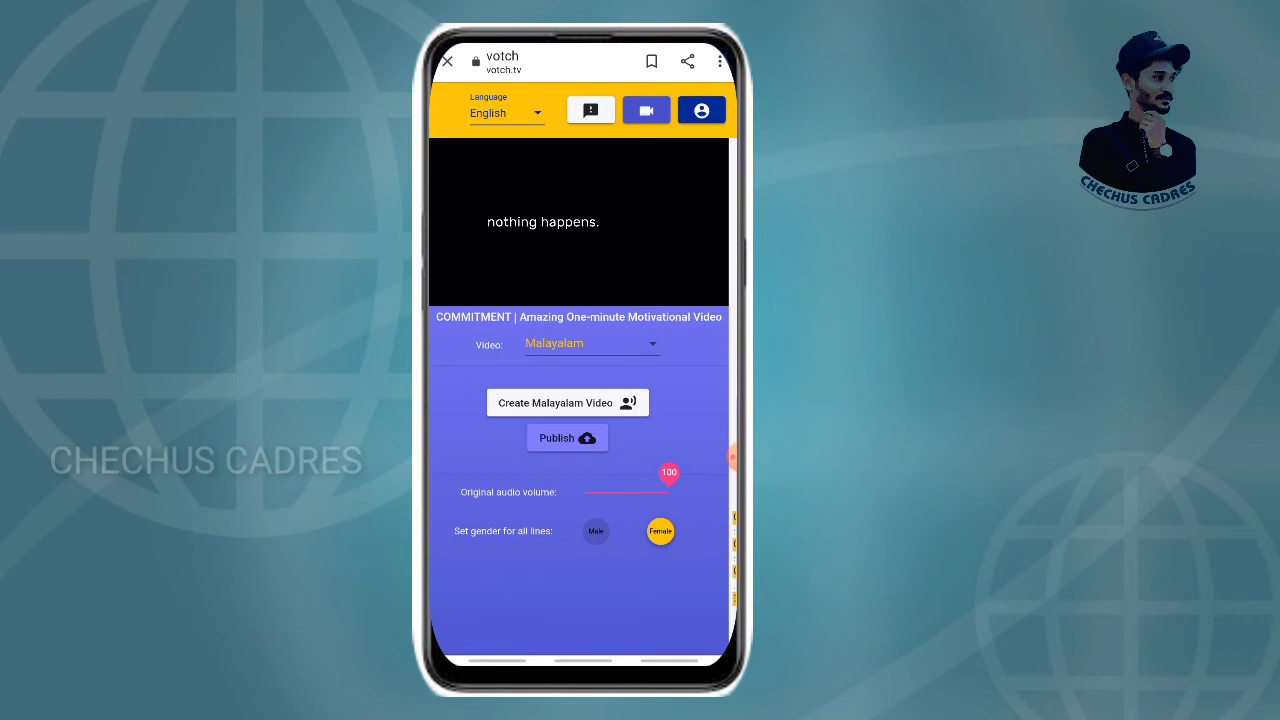 votch
votch.tv
Language
English
nothing happens.
COMMITMENT | Amazing One-minute Motivational Video
Video: Malayalam
Create Malayalam Video
Publish
100
Original audio volume:
Set gender for all lines: Male Female
CHECHUS CADRES
CHECHUS CADRES